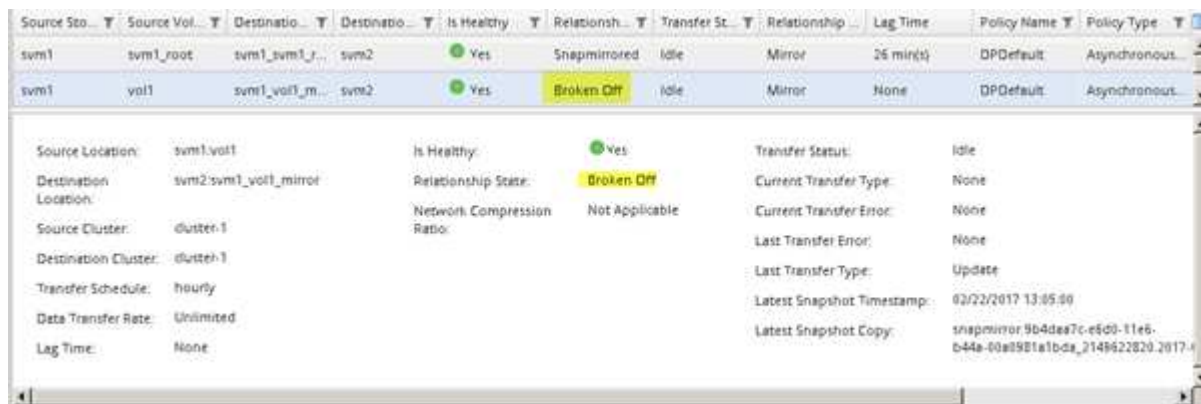 Source Sto... Source Vol... Destinatio... Destinatio... Is Healthy Relationsh... Transfer St... Relationship ... Lag Time Policy Name Policy Type
svm1 svm1_root svm1_svm1_r... svm2 Yes Snapmirrored Idle Mirror 26 min(s) DPDefault Asynchronous...
svm1 vol1 svm1_vol1_m... svm2 Yes Broken Off Idle Mirror None DPDefault Asynchronous...
Source Location: svm1:vol1 Is Healthy: Yes Transfer Status: Idle
Destination Location: svm2:svm1_vol1_mirror Relationship State: Broken Off Current Transfer Type: None
Source Cluster: cluster-1 Network Compression Ratio: Not Applicable Current Transfer Error: None
Destination Cluster: cluster-1 Last Transfer Error: None
Transfer Schedule: hourly Last Transfer Type: Update
Data Transfer Rate: Unlimited Latest Snapshot Timestamp: 02/22/2017 13:05:00
Lag Time: None Latest Snapshot Copy: snapmirror.9b4daa7c-e6d0-11e6-
b44a-00a0981a1bda_2149622820.2017-